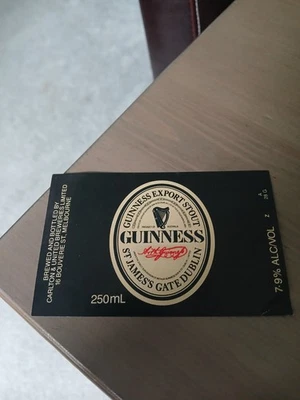 BREWED AND BOTTLED BY
CARLTON & UNITED BREWERIES LIMITED
16 BOUVERIE ST., MELBOURNE
250mL
GUINNESS EXPORT STOUT
GUINNESS
ST JAMES'S GATE DUBLIN
7·9% ALC/VOL